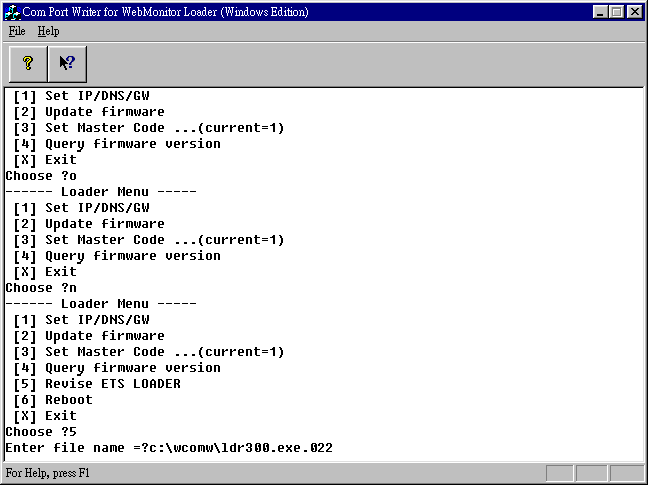 Com Port Writer for WebMonitor Loader (Windows Edition)
File Help
? ?
[1] Set IP/DNS/GW
[2] Update firmware
[3] Set Master Code ...(current=1)
[4] Query firmware version
[X] Exit
Choose ?o
------ Loader Menu -----
[1] Set IP/DNS/GW
[2] Update firmware
[3] Set Master Code ...(current=1)
[4] Query firmware version
[X] Exit
Choose ?n
------ Loader Menu -----
[1] Set IP/DNS/GW
[2] Update firmware
[3] Set Master Code ...(current=1)
[4] Query firmware version
[5] Revise ETS LOADER
[6] Reboot
[X] Exit
Choose ?5
Enter file name =?c:\wcomw\ldr300.exe.022
For Help, press F1